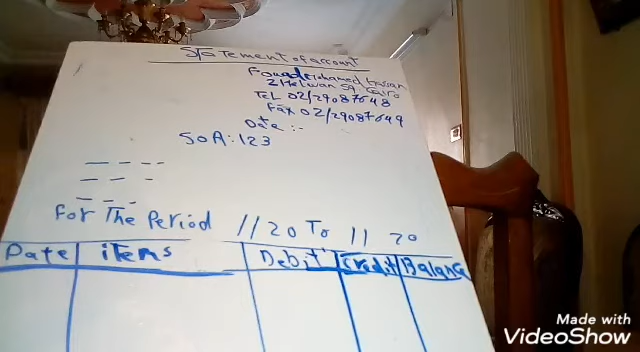 Statement of account
Fouad Mohamed Hassan
2 Helwan sq. Cairo
Tel 02/29087648
Fax 02/29087649
Date :-
SOA: 123
For The Period // 20 To // 20
Date items Debit Credit Balance
Made with
VideoShow